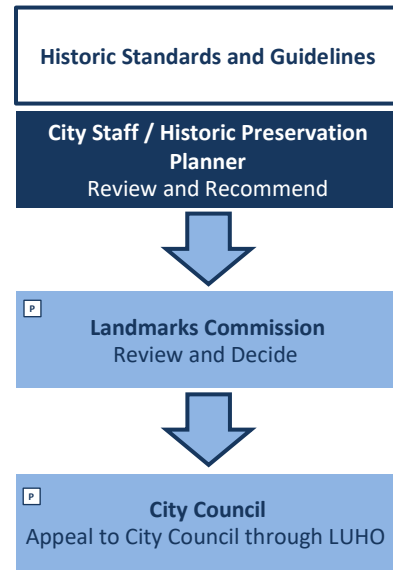 Historic Standards and Guidelines
City Staff / Historic Preservation
Planner
Review and Recommend
P
Landmarks Commission
Review and Decide
P
City Council
Appeal to City Council through LUHO